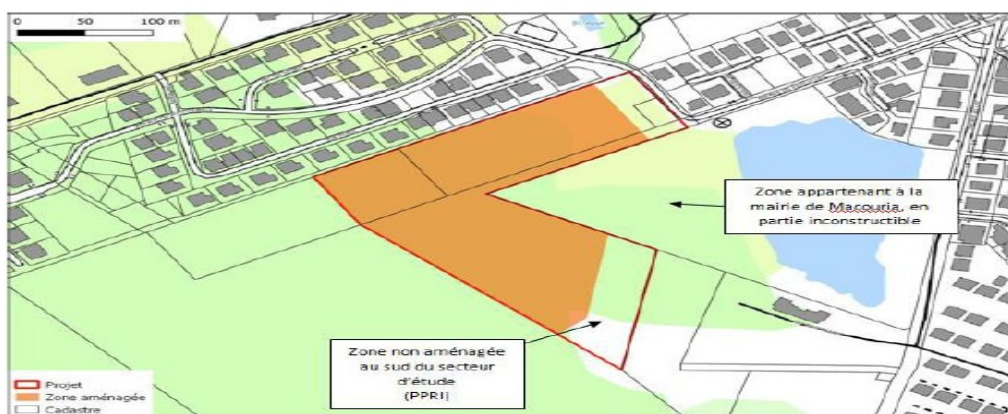 0 50 100 m
Zone appartenant à la
mairie de Macouria, en
partie inconstructible
Zone non aménagée
au sud du secteur
d'étude
(PPRI)
Projet
Zone aménagée
Cadastre